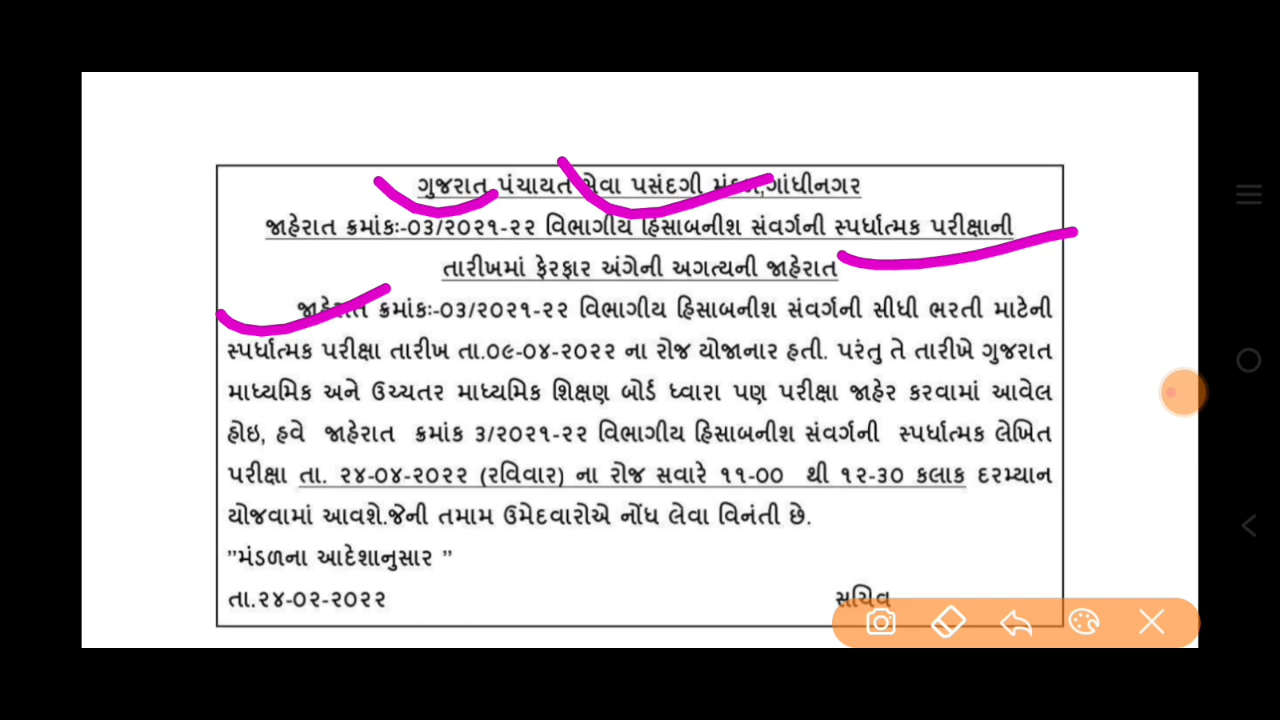 ગુજરાત પંચાયત સેવા પસંદગી મંડળ,ગાંધીનગર
જાહેરાત ક્રમાંકઃ-૦૩/૨૦૨૧-૨૨ વિભાગીય હિસાબનીશ સંવર્ગની સ્પર્ધાત્મક પરીક્ષાની
તારીખમાં ફેરફાર અંગેની અગત્યની જાહેરાત
જાહેરાત ક્રમાંકઃ-૦૩/૨૦૨૧-૨૨ વિભાગીય હિસાબનીશ સંવર્ગની સીધી ભરતી માટેની
સ્પર્ધાત્મક પરીક્ષા તારીખ તા.૦૯-૦૪-૨૦૨૨ ના રોજ યોજાનાર હતી. પરંતુ તે તારીખે ગુજરાત
માધ્યમિક અને ઉચ્ચતર માધ્યમિક શિક્ષણ બોર્ડ ધ્વારા પણ પરીક્ષા જાહેર કરવામાં આવેલ
હોઇ, હવે જાહેરાત ક્રમાંક ૩/૨૦૨૧-૨૨ વિભાગીય હિસાબનીશ સંવર્ગની સ્પર્ધાત્મક લેખિત
પરીક્ષા તા. ૨૪-૦૪-૨૦૨૨ (રવિવાર) ના રોજ સવારે ૧૧-૦૦ થી ૧૨-૩૦ કલાક દરમ્યાન
યોજવામાં આવશે.જેની તમામ ઉમેદવારોએ નોંધ લેવા વિનંતી છે.
”મંડળના આદેશાનુસાર ”
તા.૨૪-૦૨-૨૦૨૨ સચિવ